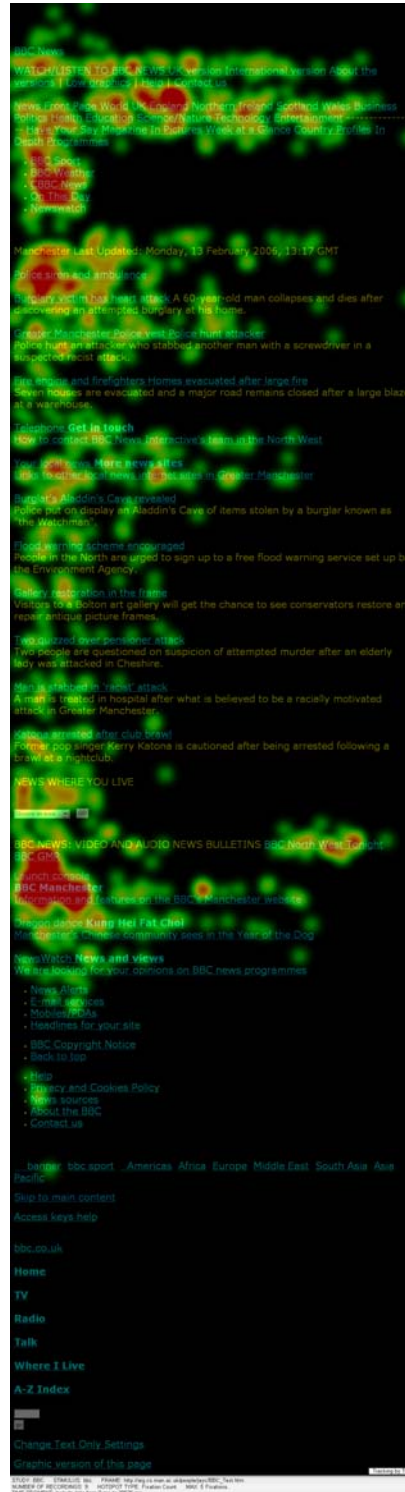 BBC News
WATCH/LISTEN TO BBC NEWS UK version International version About the
versions | Low graphics | Help | Contact us
News Front Page World UK England Northern Ireland Scotland Wales Business
Politics Health Education Science/Nature Technology Entertainment ------------
-- Have Your Say Magazine In Pictures Week at a Glance Country Profiles In
Depth Programmes
BBC Sport
BBC Weather
CBBC News
On This Day
Newswatch
Manchester Last Updated: Monday, 13 February 2006, 13:17 GMT
Police siren and ambulance
Burglary victim has heart attack A 60-year-old man collapses and dies after
discovering an attempted burglary at his home.
Greater Manchester Police vest Police hunt attacker
Police hunt an attacker who stabbed another man with a screwdriver in a
suspected racist attack.
Fire engine and firefighters Homes evacuated after large fire
Seven houses are evacuated and a major road remains closed after a large blaz
at a warehouse.
Telephone Get in touch
How to contact BBC News Interactive's team in the North West
Your local news More news sites
Links to other local news internet sites in Greater Manchester
Burglar's Aladdin's Cave revealed
Police put on display an Aladdin's Cave of items stolen by a burglar known as
"the Watchman".
Flood warning scheme encouraged
People in the North are urged to sign up to a free flood warning service set up b
the Environment Agency.
Gallery restoration in the frame
Visitors to a Bolton art gallery will get the chance to see conservators restore an
repair antique picture frames.
Two quizzed over pensioner attack
Two people are questioned on suspicion of attempted murder after an elderly
lady was attacked in Cheshire.
Man is stabbed in 'racist' attack
A man is treated in hospital after what is believed to be a racially motivated
attack in Greater Manchester.
Katona arrested after club brawl
Former pop singer Kerry Katona is cautioned after being arrested following a
brawl at a nightclub.
NEWS WHERE YOU LIVE
BBC NEWS: VIDEO AND AUDIO NEWS BULLETINS BBC North West Tonight
BBC GMR
Launch console
BBC Manchester
Information and features on the BBC's Manchester website
Dragon dance Kung Hei Fat Choi
Manchester's Chinese community sees in the Year of the Dog
NewsWatch News and views
We are looking for your opinions on BBC news programmes
News Alerts
E-mail services
Mobiles/PDAs
Headlines for your site
BBC Copyright Notice
Back to top
Help
Privacy and Cookies Policy
News sources
About the BBC
Contact us
banner bbc sport Americas Africa Europe Middle East South Asia Asia
Pacific
Skip to main content
Access keys help
bbc.co.uk
Home
TV
Radio
Talk
Where I Live
A-Z Index
Change Text Only Settings
Graphic version of this page